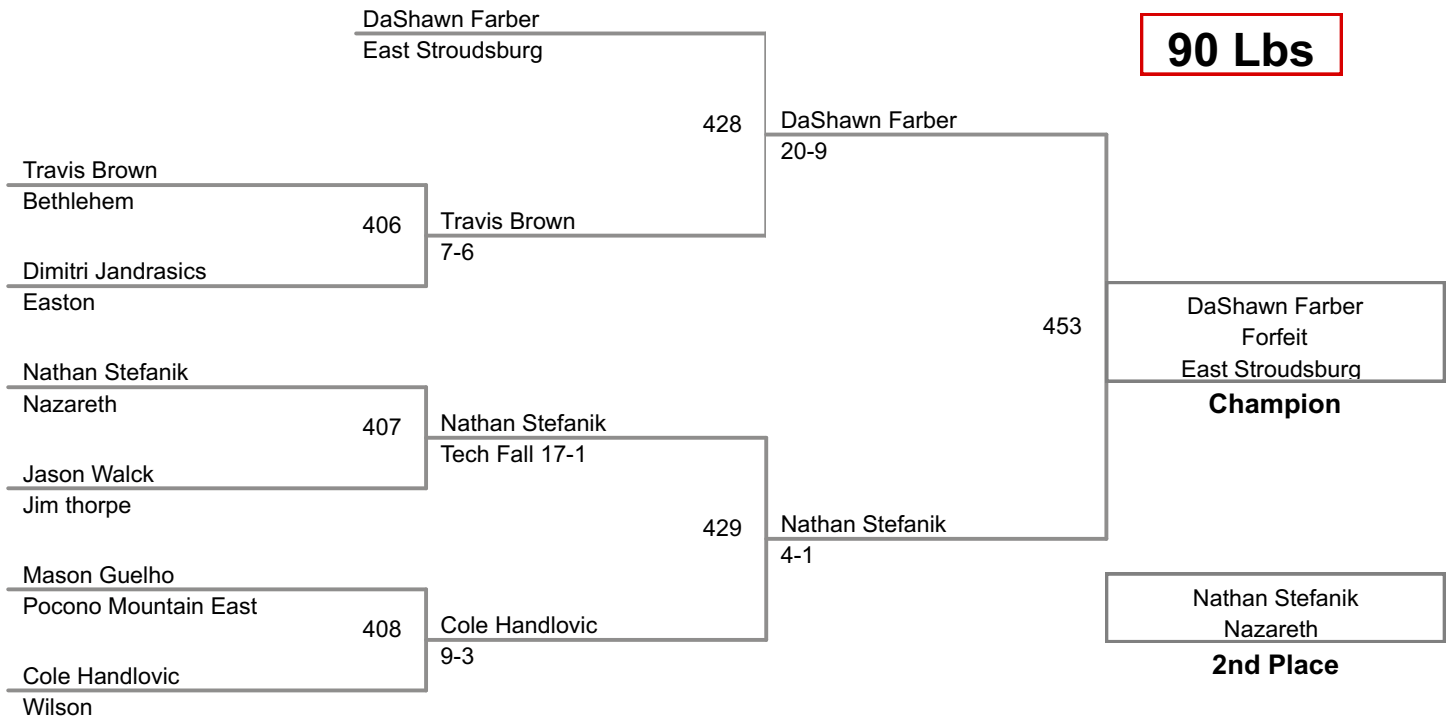 DaShawn Farber
East Stroudsburg
90 Lbs
428
DaShawn Farber
20-9
Travis Brown
Bethlehem
406
Travis Brown
7-6
Dimitri Jandrasics
Easton
453
DaShawn Farber
Forfeit
East Stroudsburg
Champion
Nathan Stefanik
Nazareth
407
Nathan Stefanik
Tech Fall 17-1
Jason Walck
Jim thorpe
429
Nathan Stefanik
4-1
Mason Guelho
Pocono Mountain East
408
Cole Handlovic
9-3
Cole Handlovic
Wilson
Nathan Stefanik
Nazareth
2nd Place